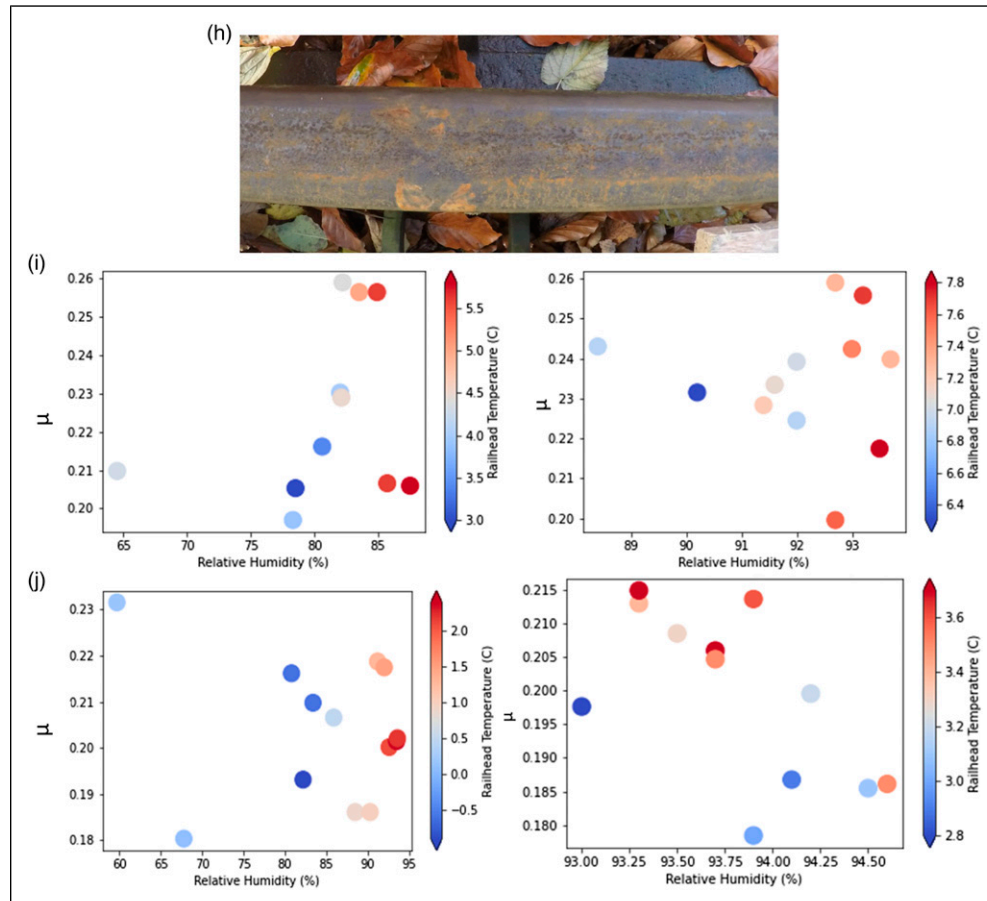 (h)
(i)
0.26
0.25
0.24
0.23
0.22
0.21
0.20
μ
65 70 75 80 85
Relative Humidity (%)
5.5
5.0
4.5
4.0
3.5
3.0
Railhead Temperature (C)
0.26
0.25
0.24
23
0.22
0.21
0.20
μ
89 90 91 92 93
Relative Humidity (%)
7.8
7.6
7.4
7.2
7.0
6.8
6.6
6.4
Railhead Temperature (C)
(j)
0.23
0.22
0.21
0.20
0.19
0.18
μ
60 65 70 75 80 85 90 95
Relative Humidity (%)
2.0
1.5
1.0
0.5
0.0
−0.5
Railhead Temperature (C)
0.215
0.210
0.205
0.200
0.195
0.190
0.185
0.180
μ
93.00 93.25 93.50 93.75 94.00 94.25 94.50
Relative Humidity (%)
3.6
3.4
3.2
3.0
2.8
Railhead Temperature (C)